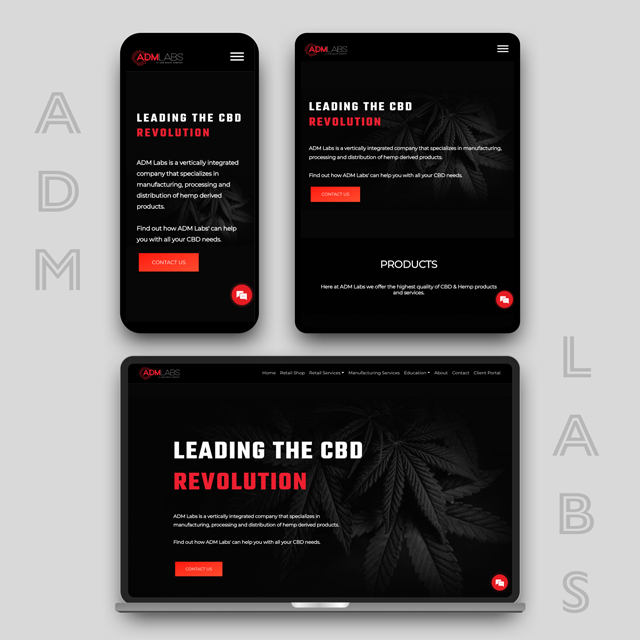 A
D
M
ADMLABS
LEADING THE CBD
REVOLUTION
ADM Labs is a vertically integrated
company that specializes in
manufacturing, processing and
distribution of hemp derived
products.
Find out how ADM Labs' can help
you with all your CBD needs.
CONTACT US
ADMLABS
LEADING THE CBD
REVOLUTION
ADM Labs is a vertically integrated company that specializes in manufacturing,
processing and distribution of hemp derived products.
Find out how ADM Labs' can help you with all your CBD needs.
CONTACT US
PRODUCTS
Here at ADM Labs we offer the highest quality of CBD & Hemp products
and services.
ADMLABS
Home Retail Shop Retail Services Manufacturing Services Education About Contact Client Portal
LEADING THE CBD
REVOLUTION
ADM Labs is a vertically integrated company that specializes in
manufacturing, processing and distribution of hemp derived products.
Find out how ADM Labs' can help you with all your CBD needs.
CONTACT US
L
A
B
S